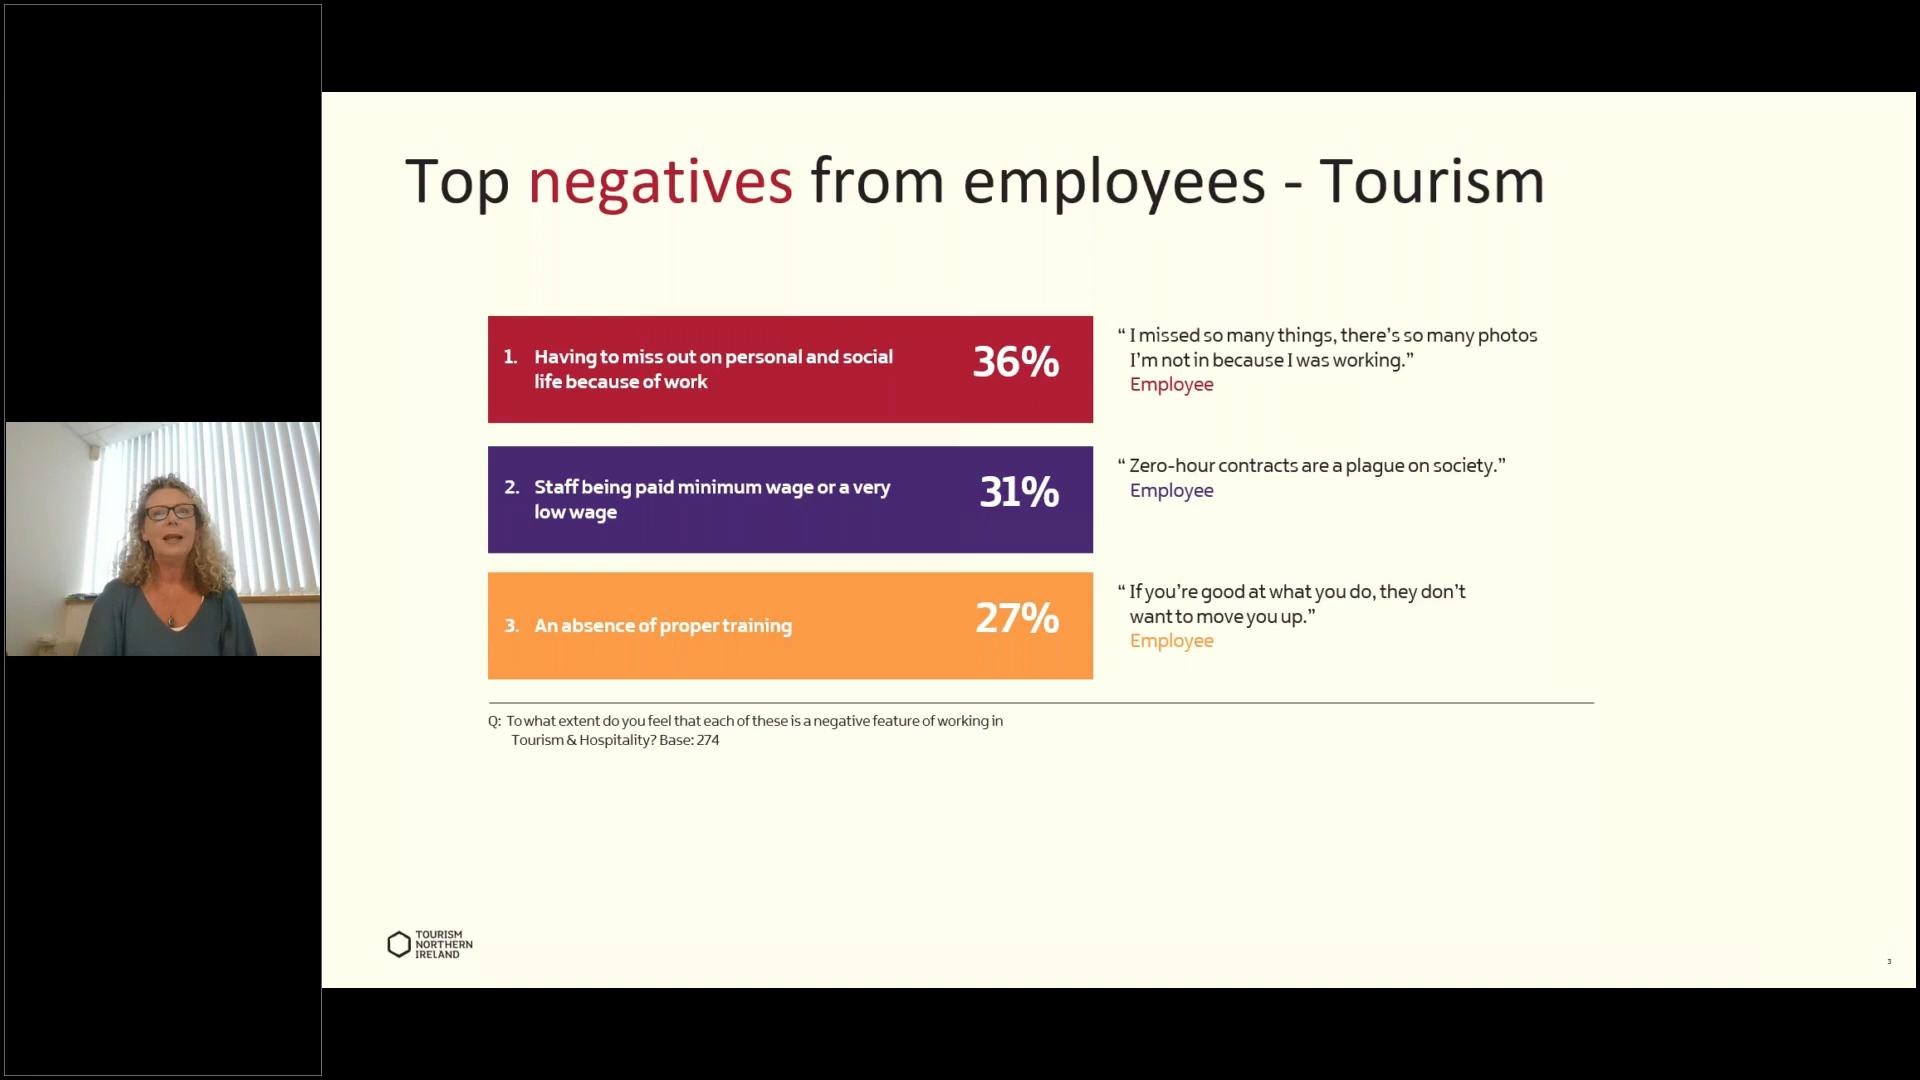 Top negatives from employees - Tourism
1. Having to miss out on personal and social
life because of work
36%
“ I missed so many things, there’s so many photos
I’m not in because I was working.”
Employee
2. Staff being paid minimum wage or a very
low wage
31%
“ Zero-hour contracts are a plague on society.”
Employee
3. An absence of proper training
27%
“ If you’re good at what you do, they don’t
want to move you up.”
Employee
Q: To what extent do you feel that each of these is a negative feature of working in
Tourism & Hospitality? Base: 274
TOURISM
NORTHERN
IRELAND
3